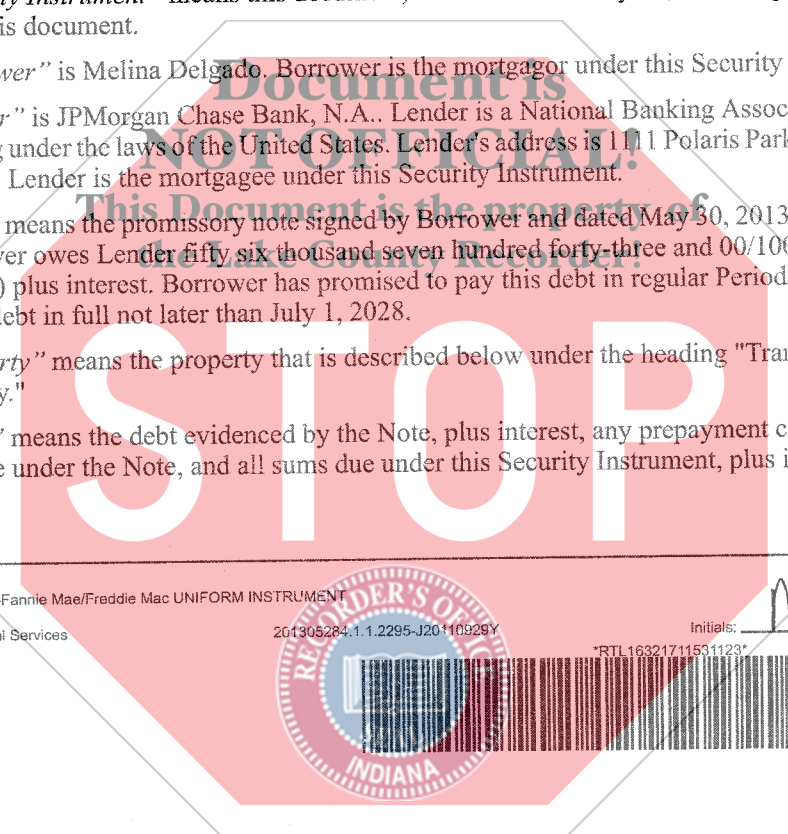 is document.
wer” is Melina Delgado. Borrower is the mortgagor under this Security
Document is
r” is JPMorgan Chase Bank, N.A.. Lender is a National Banking Assoc
g under the laws of the United States. Lender's address is 1111 Polaris Park
NOT OFFICIAL!
Lender is the mortgagee under this Security Instrument.
This Document is the property of
means the promissory note signed by Borrower and dated May 30, 2013
ver owes Lender fifty six thousand seven hundred forty-three and 00/100
the Lake County Recorder!
) plus interest. Borrower has promised to pay this debt in regular Period
debt in full not later than July 1, 2028.
rty” means the property that is described below under the heading "Tran
y."
” means the debt evidenced by the Note, plus interest, any prepayment c
e under the Note, and all sums due under this Security Instrument, plus i
STOP
-Fannie Mae/Freddie Mac UNIFORM INSTRUMENT
al Services
201305284.1.1.2295-J20110929Y
Initials:
*RTL16321711531123*
RECORDER'S OFFICE
INDIANA